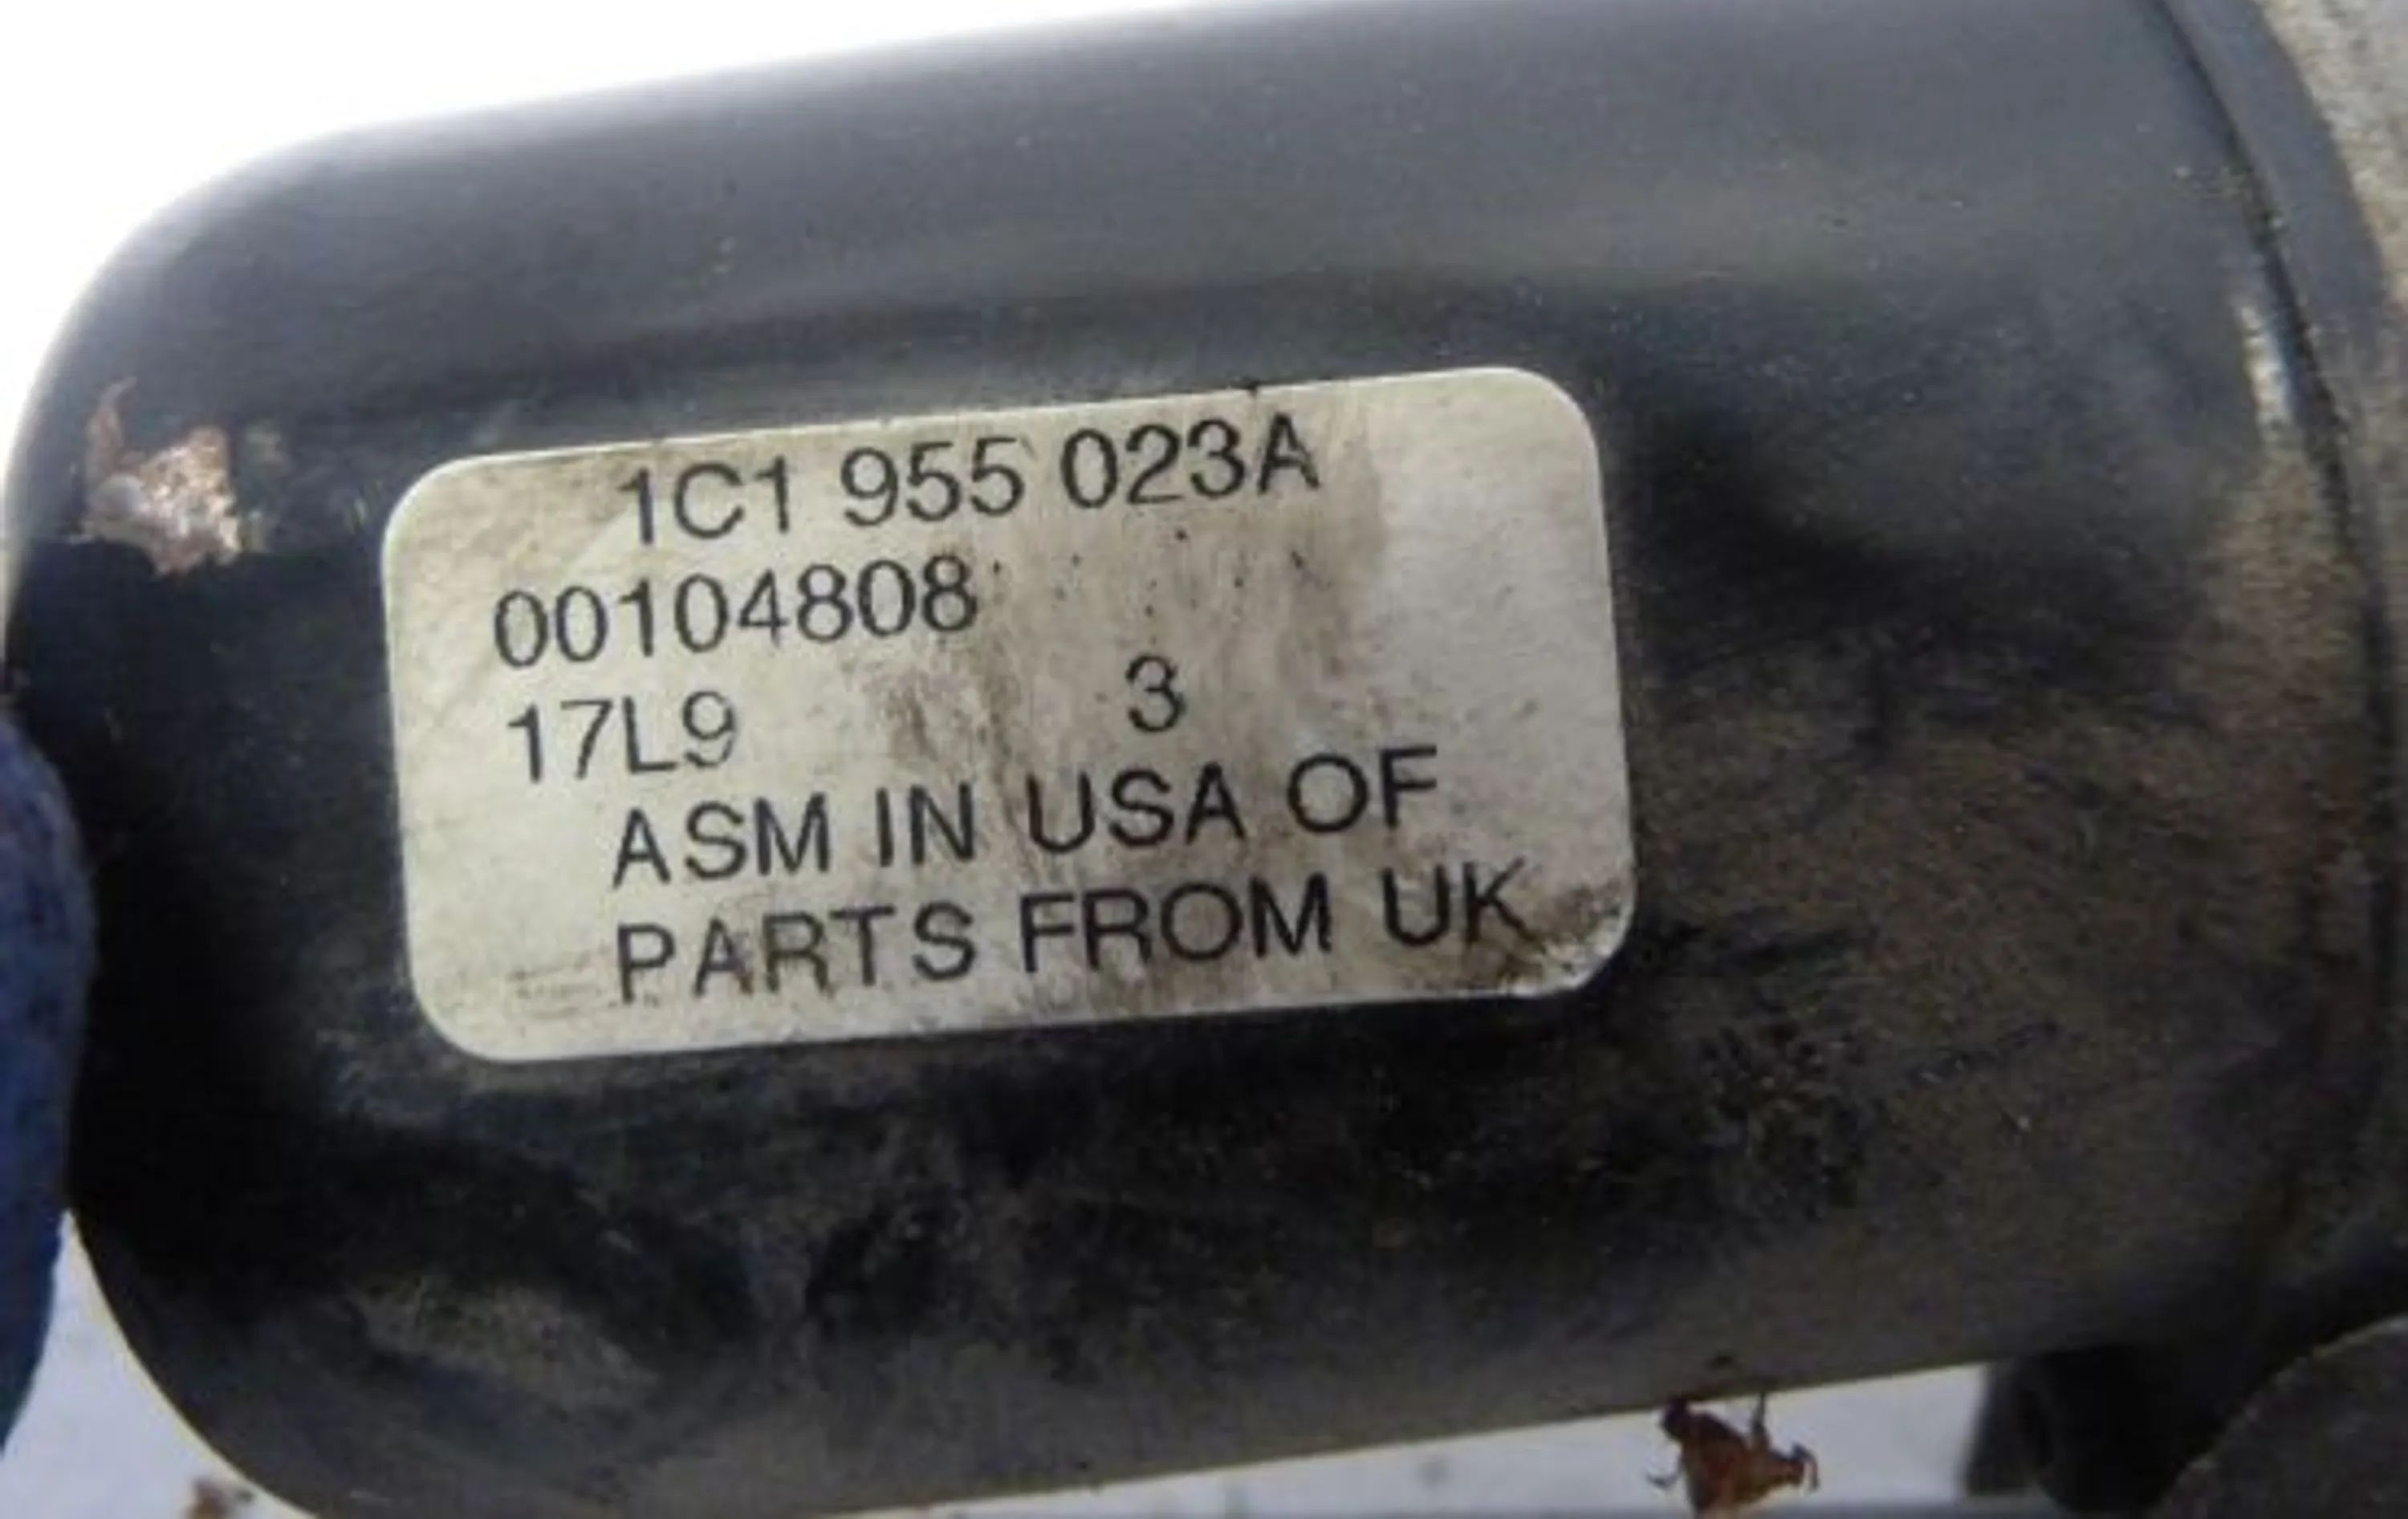 1C1 955 023A
00104808
17L9 3
ASM IN USA OF
PARTS FROM UK